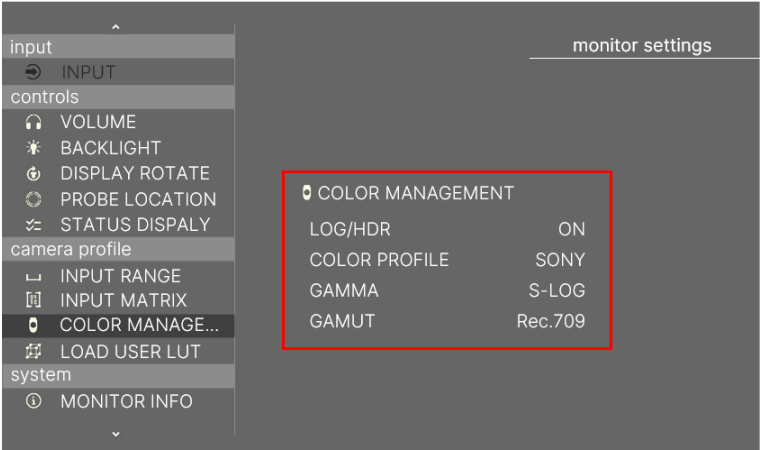 input
INPUT
controls
VOLUME
BACKLIGHT
DISPLAY ROTATE
PROBE LOCATION
STATUS DISPALY
camera profile
INPUT RANGE
INPUT MATRIX
COLOR MANAGE...
LOAD USER LUT
system
MONITOR INFO
monitor settings
COLOR MANAGEMENT
LOG/HDR ON
COLOR PROFILE SONY
GAMMA S-LOG
GAMUT Rec.709